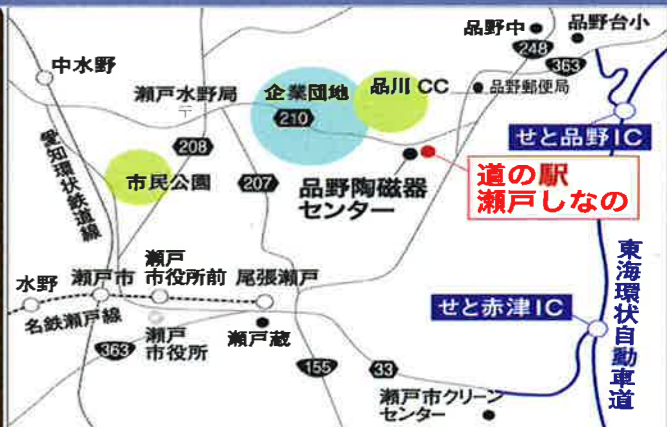 品野中
品野台小
248
363
中水野
瀬戸水野局
〒
企業団地
品川 CC
品野郵便局
210
せと品野IC
愛知環状鉄道線
208
市民公園
207
品野陶磁器
センター
道の駅
瀬戸しなの
水野
瀬戸市
瀬戸
市役所前
尾張瀬戸
せと赤津IC
東海環状自動車道
名鉄瀬戸線
瀬戸
市役所
瀬戸蔵
363
155
33
瀬戸市クリーン
センター